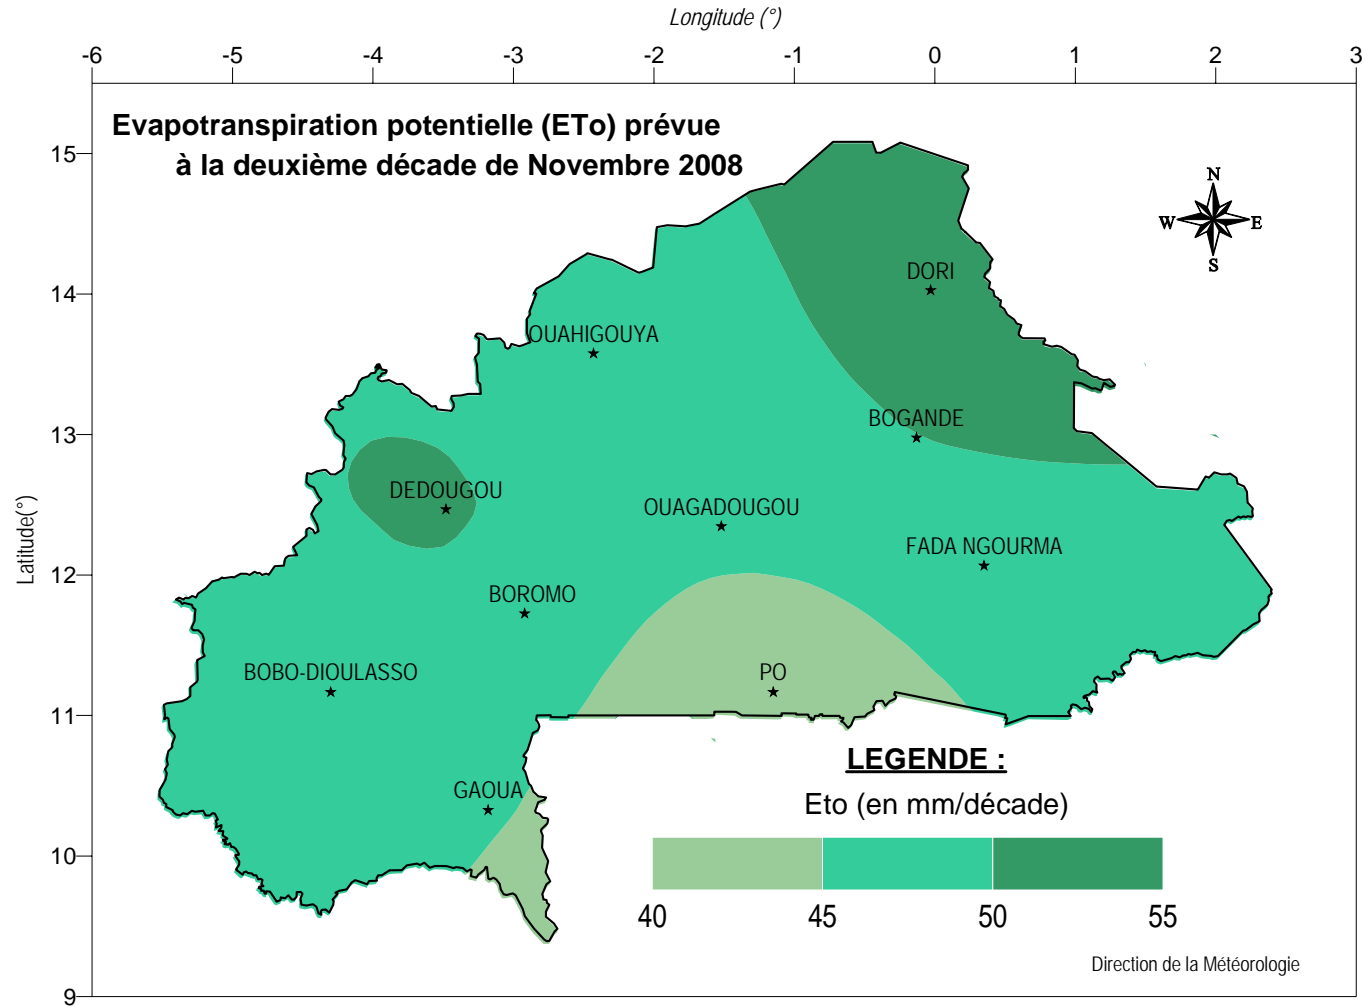 Longitude (°)
-6 -5 -4 -3 -2 -1 0 1 2 3
Evapotranspiration potentielle (ETo) prévue
à la deuxième décade de Novembre 2008
15
N
W E
S
DORI
14
OUAHIGOUYA
13
BOGANDE
DEDOUGOU
OUAGADOUGOU
Latitude(°)
FADA NGOURMA
12
BOROMO
BOBO-DIOULASSO
PO
11
LEGENDE :
GAOUA
Eto (en mm/décade)
10
40 45 50 55
Direction de la Météorologie
9